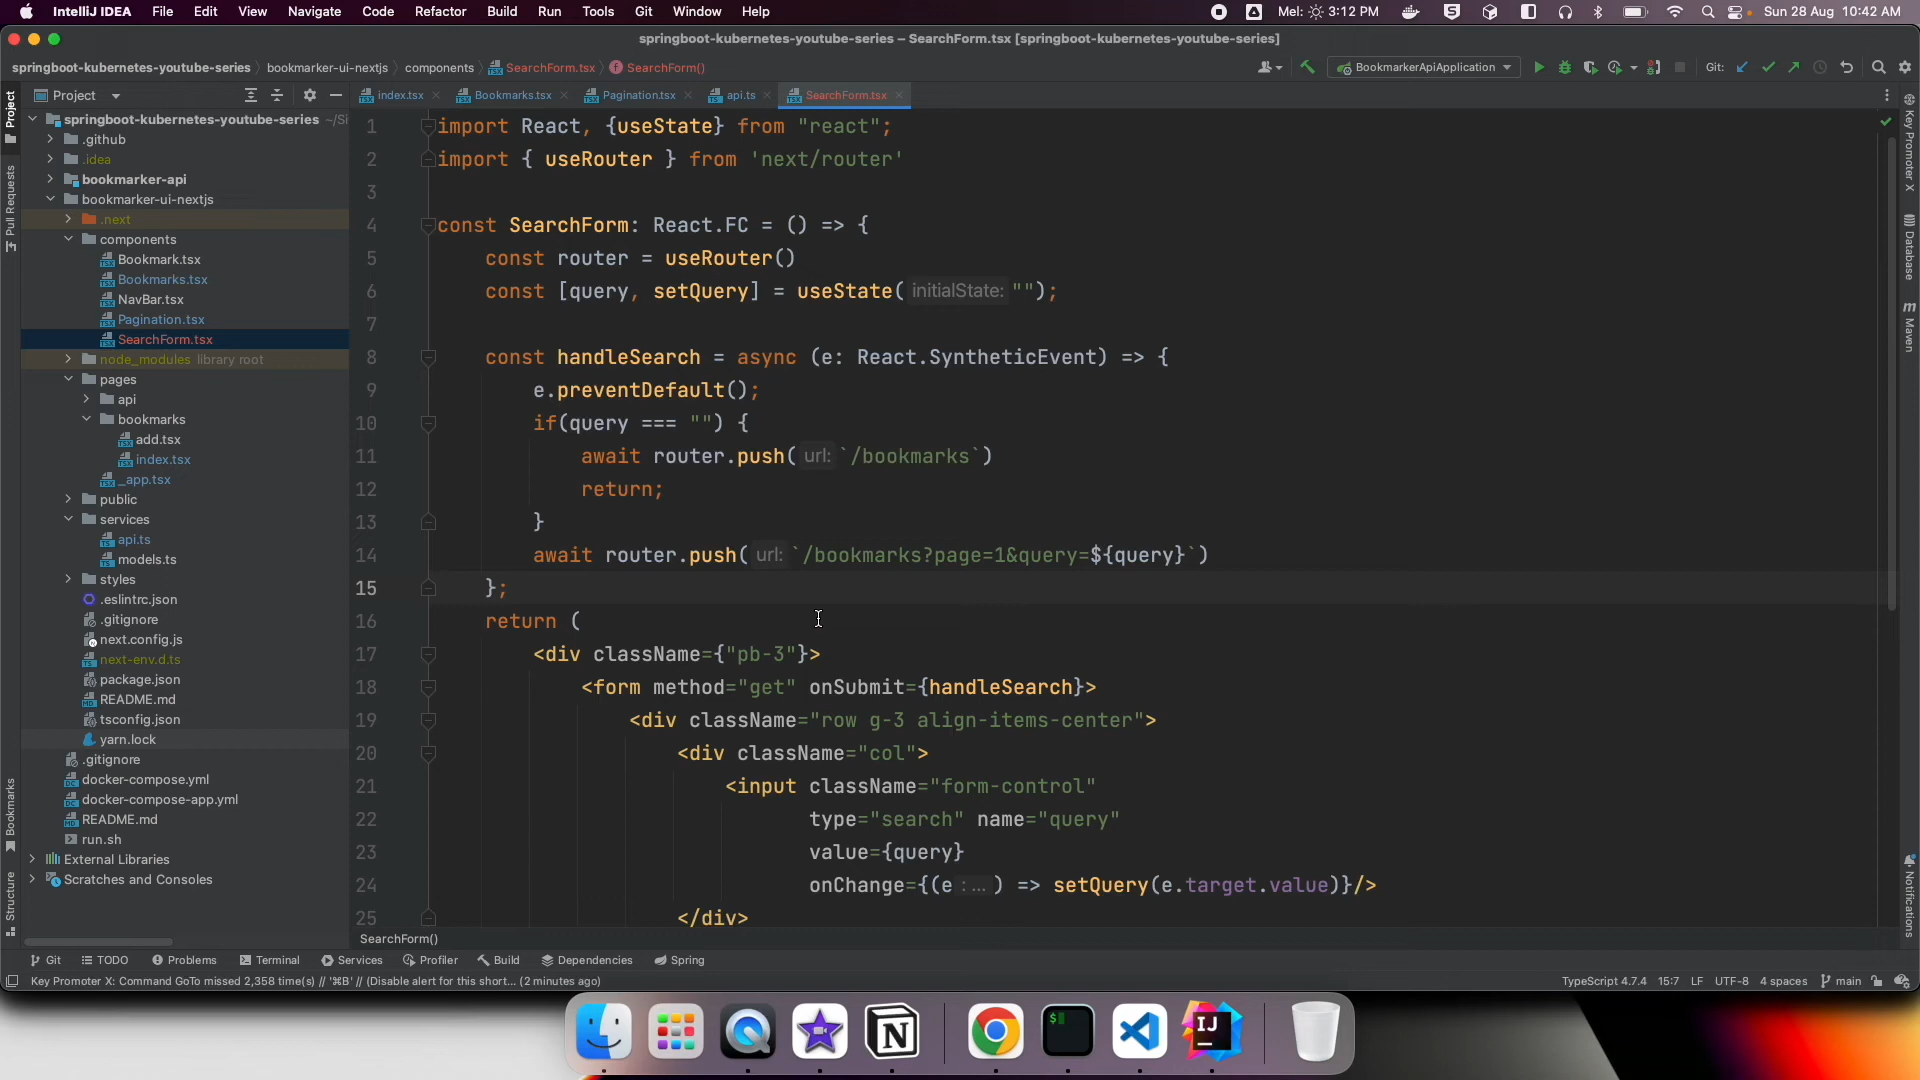 IntelliJ IDEA File Edit View Navigate Code Refactor Build Run Tools Git Window Help Mel: 3:12 PM Sun 28 Aug 10:42 AM
springboot-kubernetes-youtube-series – SearchForm.tsx [springboot-kubernetes-youtube-series]
springboot-kubernetes-youtube-series bookmarker-ui-nextjs components SearchForm.tsx SearchForm() BookmarkerApiApplication Git:
Project index.tsx Bookmarks.tsx Pagination.tsx api.ts SearchForm.tsx
Project
Pull Requests
Bookmarks
Structure
springboot-kubernetes-youtube-series ~/Si
.github
.idea
bookmarker-api
bookmarker-ui-nextjs
.next
components
Bookmark.tsx
Bookmarks.tsx
NavBar.tsx
Pagination.tsx
SearchForm.tsx
node_modules library root
pages
api
bookmarks
add.tsx
index.tsx
_app.tsx
public
services
api.ts
models.ts
styles
.eslintrc.json
.gitignore
next.config.js
next-env.d.ts
package.json
README.md
tsconfig.json
yarn.lock
.gitignore
docker-compose.yml
docker-compose-app.yml
README.md
run.sh
External Libraries
Scratches and Consoles
1 import React, {useState} from "react";
2 import { useRouter } from 'next/router'
3
4 const SearchForm: React.FC = () => {
5 const router = useRouter()
6 const [query, setQuery] = useState( initialState: "");
7
8 const handleSearch = async (e: React.SyntheticEvent) => {
9 e.preventDefault();
10 if(query === "") {
11 await router.push( url: `/bookmarks`)
12 return;
13 }
14 await router.push( url: `/bookmarks?page=1&query=${query}`)
15 };
16 return (
17 <div className={"pb-3"}>
18 <form method="get" onSubmit={handleSearch}>
19 <div className="row g-3 align-items-center">
20 <div className="col">
21 <input className="form-control"
22 type="search" name="query"
23 value={query}
24 onChange={(e : ... ) => setQuery(e.target.value)}/>
25 </div>
SearchForm()
Key Promoter X
Database
m Maven
Notifications
Git TODO Problems Terminal Services Profiler Build Dependencies Spring
Key Promoter X: Command GoTo missed 2,358 time(s) // '⌘B' // (Disable alert for this short... (2 minutes ago) TypeScript 4.7.4 15:7 LF UTF-8 4 spaces main
$ IJ